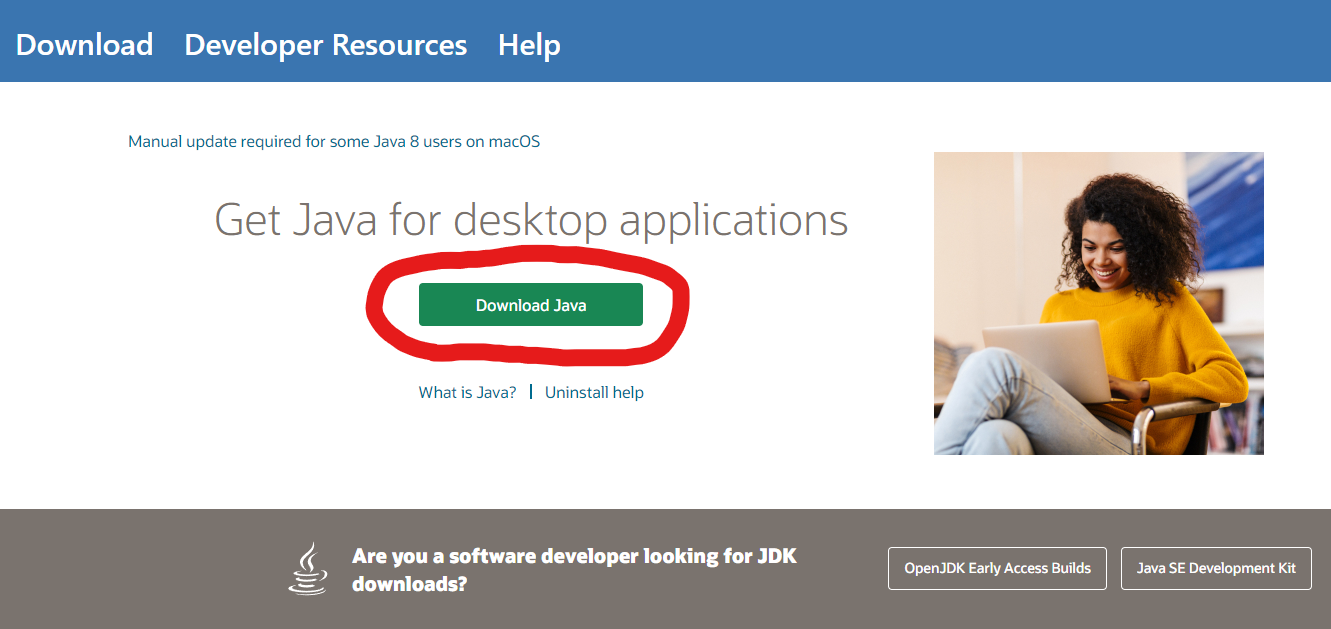 Download Developer Resources Help
Manual update required for some Java 8 users on macOS
Get Java for desktop applications
Download Java
What is Java? | Uninstall help
Are you a software developer looking for JDK
downloads?
OpenJDK Early Access Builds
Java SE Development Kit